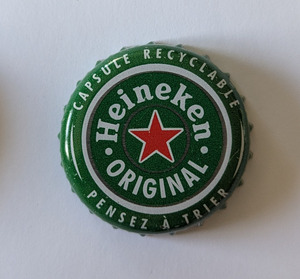 CAPSULE RECYCLABLE
Heineken
ORIGINAL
PENSEZ À TRIER